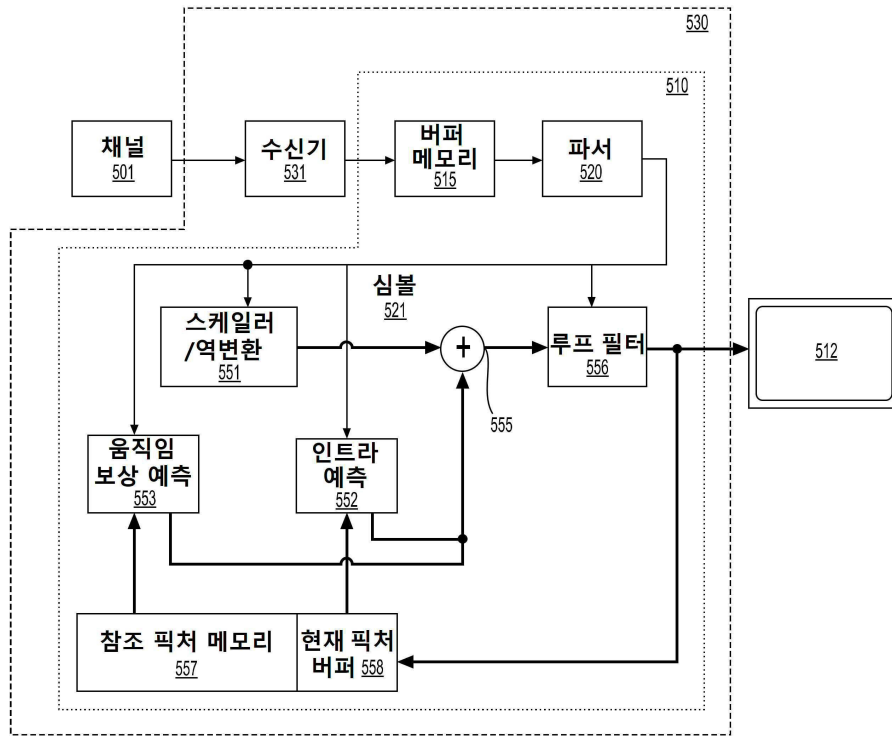 530
510
채널
501
수신기
531
버퍼
메모리
515
파서
520
심볼
521
스케일러
/역변환
551
+
555
루프 필터
556
512
움직임
보상 예측
553
인트라
예측
552
참조 픽처 메모리
557
현재 픽처
버퍼 558